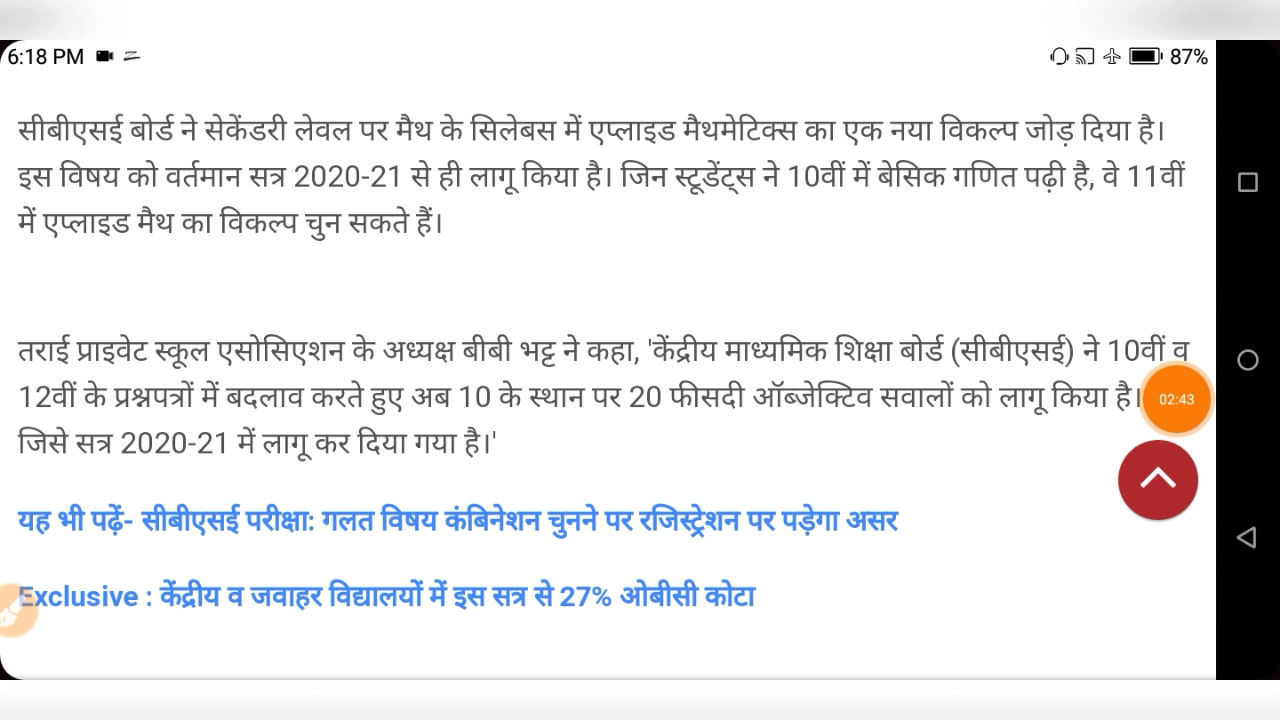 6:18 PM 87%
सीबीएसई बोर्ड ने सेकेंडरी लेवल पर मैथ के सिलेबस में एप्लाइड मैथमेटिक्स का एक नया विकल्प जोड़ दिया है।
इस विषय को वर्तमान सत्र 2020-21 से ही लागू किया है। जिन स्टूडेंट्स ने 10वीं में बेसिक गणित पढ़ी है, वे 11वीं
में एप्लाइड मैथ का विकल्प चुन सकते हैं।
तराई प्राइवेट स्कूल एसोसिएशन के अध्यक्ष बीबी भट्ट ने कहा, 'केंद्रीय माध्यमिक शिक्षा बोर्ड (सीबीएसई) ने 10वीं व
12वीं के प्रश्नपत्रों में बदलाव करते हुए अब 10 के स्थान पर 20 फीसदी ऑब्जेक्टिव सवालों को लागू किया है।
02:43
जिसे सत्र 2020-21 में लागू कर दिया गया है।'
यह भी पढ़ें- सीबीएसई परीक्षा: गलत विषय कंबिनेशन चुनने पर रजिस्ट्रेशन पर पड़ेगा असर
Exclusive : केंद्रीय व जवाहर विद्यालयों में इस सत्र से 27% ओबीसी कोटा